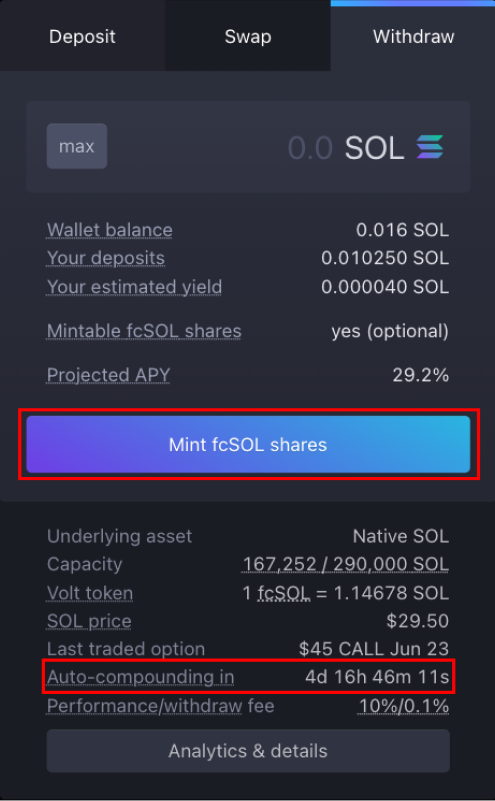 Deposit Swap Withdraw
max 0.0 SOL
Wallet balance 0.016 SOL
Your deposits 0.010250 SOL
Your estimated yield 0.000040 SOL
Mintable fcSOL shares yes (optional)
Projected APY 29.2%
Mint fcSOL shares
Underlying asset Native SOL
Capacity 167,252 / 290,000 SOL
Volt token 1 fcSOL = 1.14678 SOL
SOL price $29.50
Last traded option $45 CALL Jun 23
Auto-compounding in 4d 16h 46m 11s
Performance/withdraw fee 10%/0.1%
Analytics & details